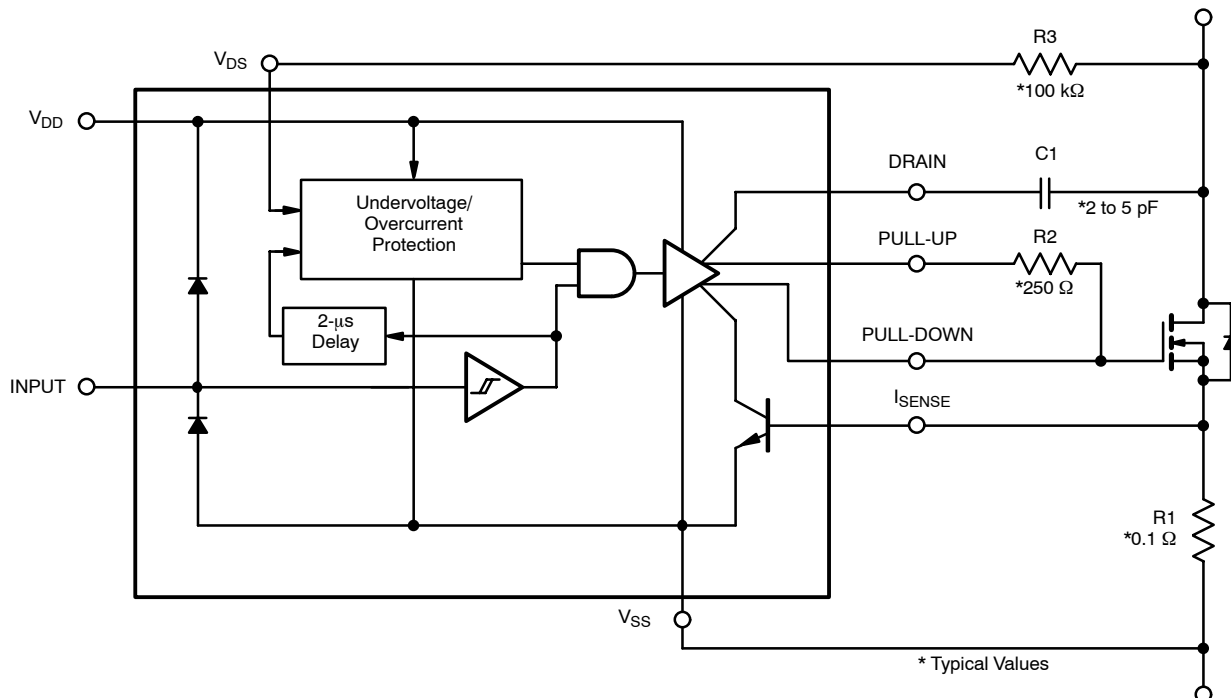 R3
*100 kΩ
VDS
VDD
DRAIN
C1
*2 to 5 pF
Undervoltage/
Overcurrent
Protection
PULL-UP
R2
*250 Ω
2-μs
Delay
PULL-DOWN
INPUT
ISENSE
R1
*0.1 Ω
VSS
* Typical Values